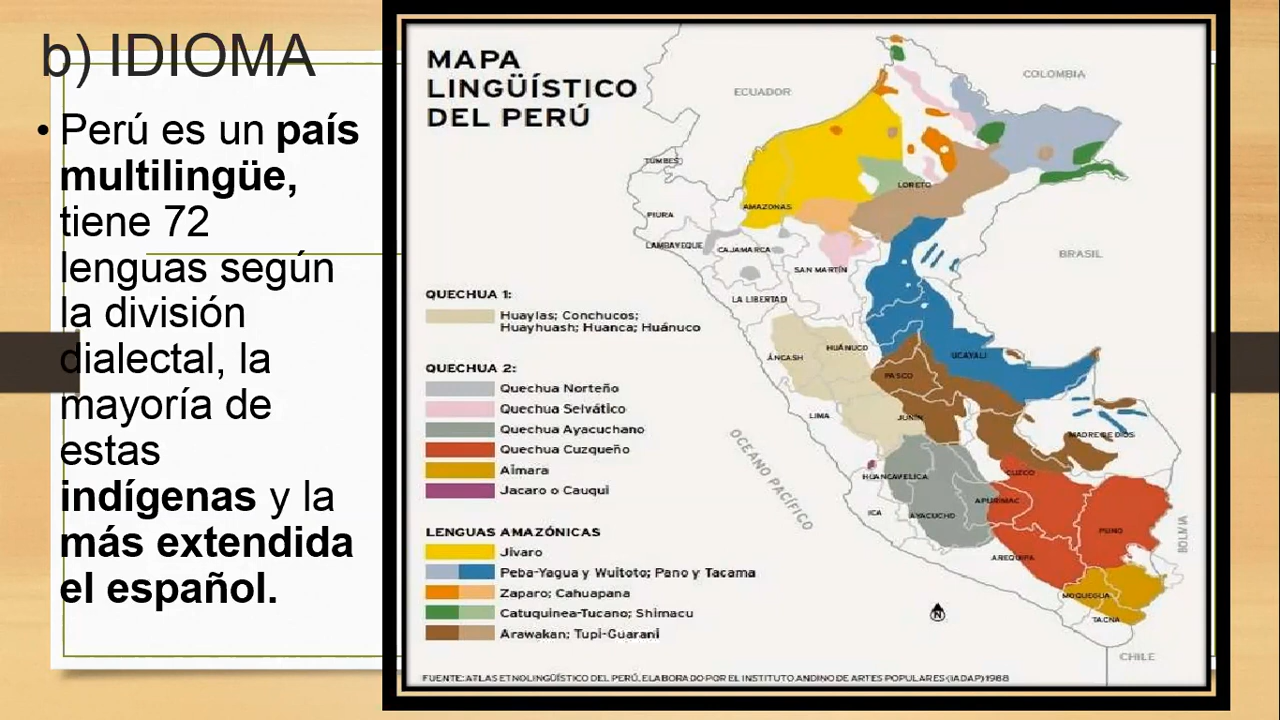 b) IDIOMA
• Perú es un país
multilingüe,
tiene 72
lenguas según
la división
dialectal, la
mayoría de
estas
indígenas y la
más extendida
el español.
MAPA
LINGÜÍSTICO
DEL PERÚ
COLOMBIA
ECUADOR
TUMBES
LORETO
AMAZONAS
PIURA
LAMBAYEQUE
CAJAMARCA
BRASIL
SAN MARTÍN
LA LIBERTAD
QUECHUA 1:
Huaylas; Conchucos;
Huayhuash; Huanca; Huánuco
HUÁNUCO
ÁNCASH
UCAYALI
PASCO
LIMA
JUNÍN
MADRE DE DIOS
OCEANO PACÍFICO
QUECHUA 2:
Quechua Norteño
Quechua Selvático
Quechua Ayacuchano
Quechua Cuzqueño
Aimara
Jacaro o Cauqui
HUANCAVELICA
CUZCO
APURÍMAC
ICA
AYACUCHO
PUNO
BOLIVIA
AREQUIPA
MOQUEGUA
TACNA
N
CHILE
LENGUAS AMAZÓNICAS
Jivaro
Peba-Yagua y Wuitoto; Pano y Tacama
Zaparo; Cahuapana
Catuquinea-Tucano; Shimacu
Arawakan; Tupi-Guarani
FUENTE: ATLAS ETNOLINGÜÍSTICO DEL PERÚ. ELABORADO POR EL INSTITUTO ANDINO DE ARTES POPULARES (IADAP) 1988